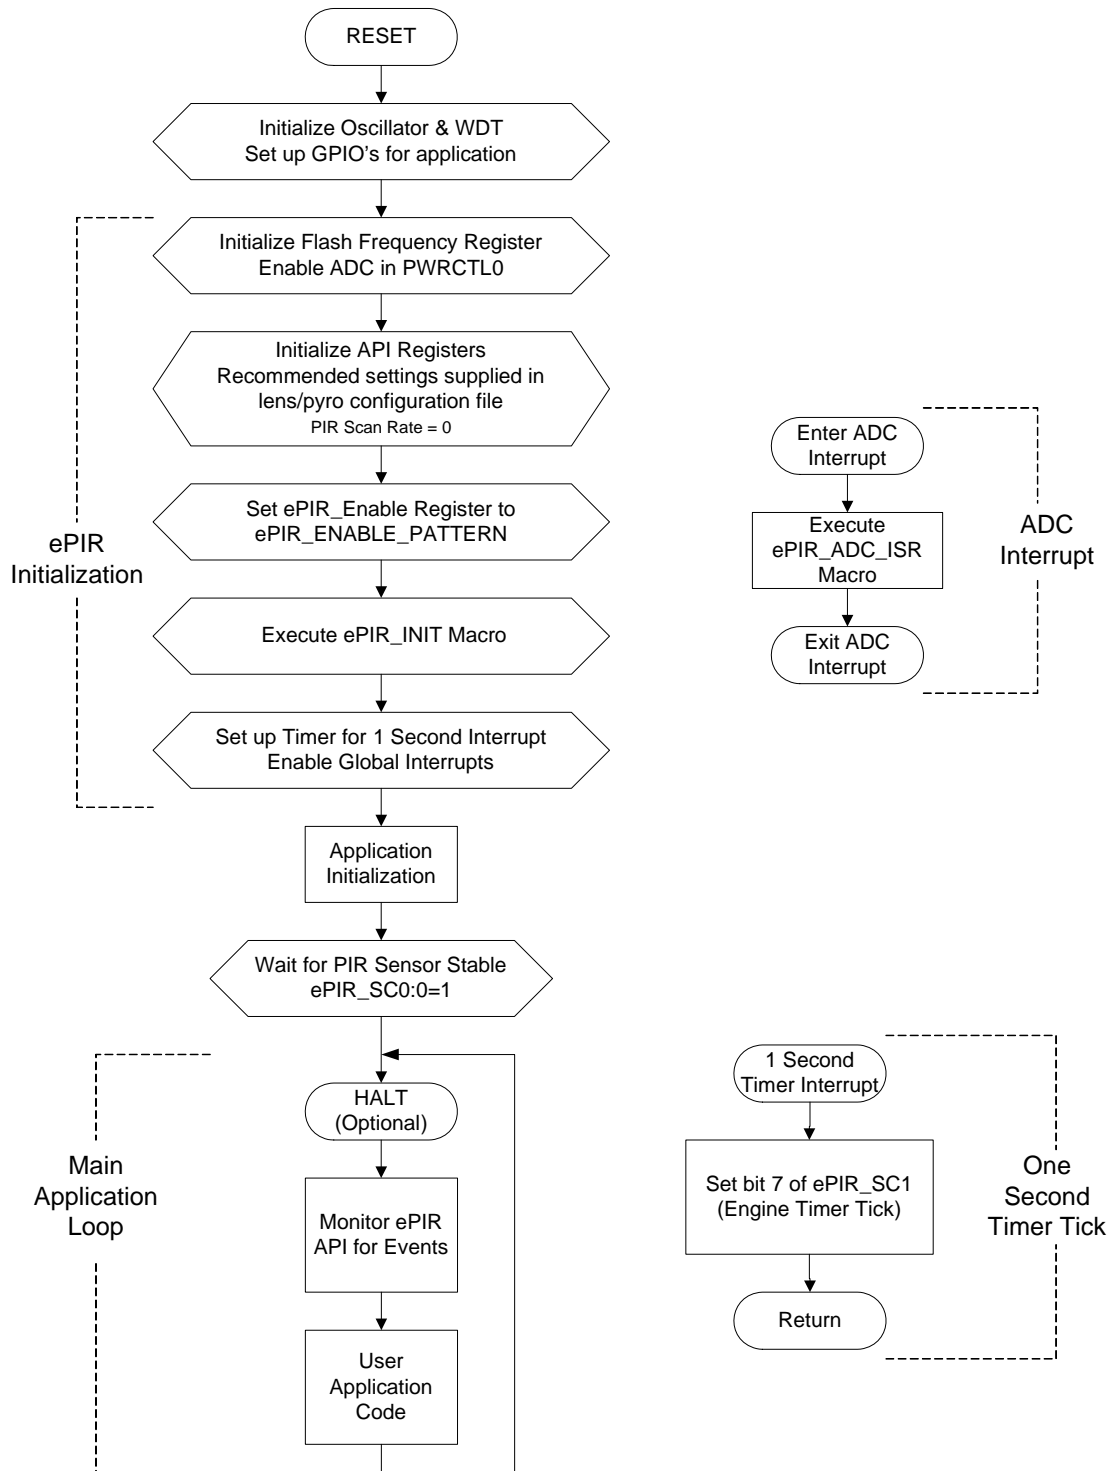 RESET
Initialize Oscillator & WDT
Set up GPIO's for application
Initialize Flash Frequency Register
Enable ADC in PWRCTL0
Initialize API Registers
Recommended settings supplied in
lens/pyro configuration file
PIR Scan Rate = 0
Set ePIR_Enable Register to
ePIR_ENABLE_PATTERN
ePIR
Initialization
Execute ePIR_INIT Macro
Set up Timer for 1 Second Interrupt
Enable Global Interrupts
Application
Initialization
Wait for PIR Sensor Stable
ePIR_SC0:0=1
HALT
(Optional)
Main
Application
Loop
Monitor ePIR
API for Events
User
Application
Code
Enter ADC
Interrupt
Execute
ePIR_ADC_ISR
Macro
Exit ADC
Interrupt
ADC
Interrupt
1 Second
Timer Interrupt
Set bit 7 of ePIR_SC1
(Engine Timer Tick)
Return
One
Second
Timer Tick